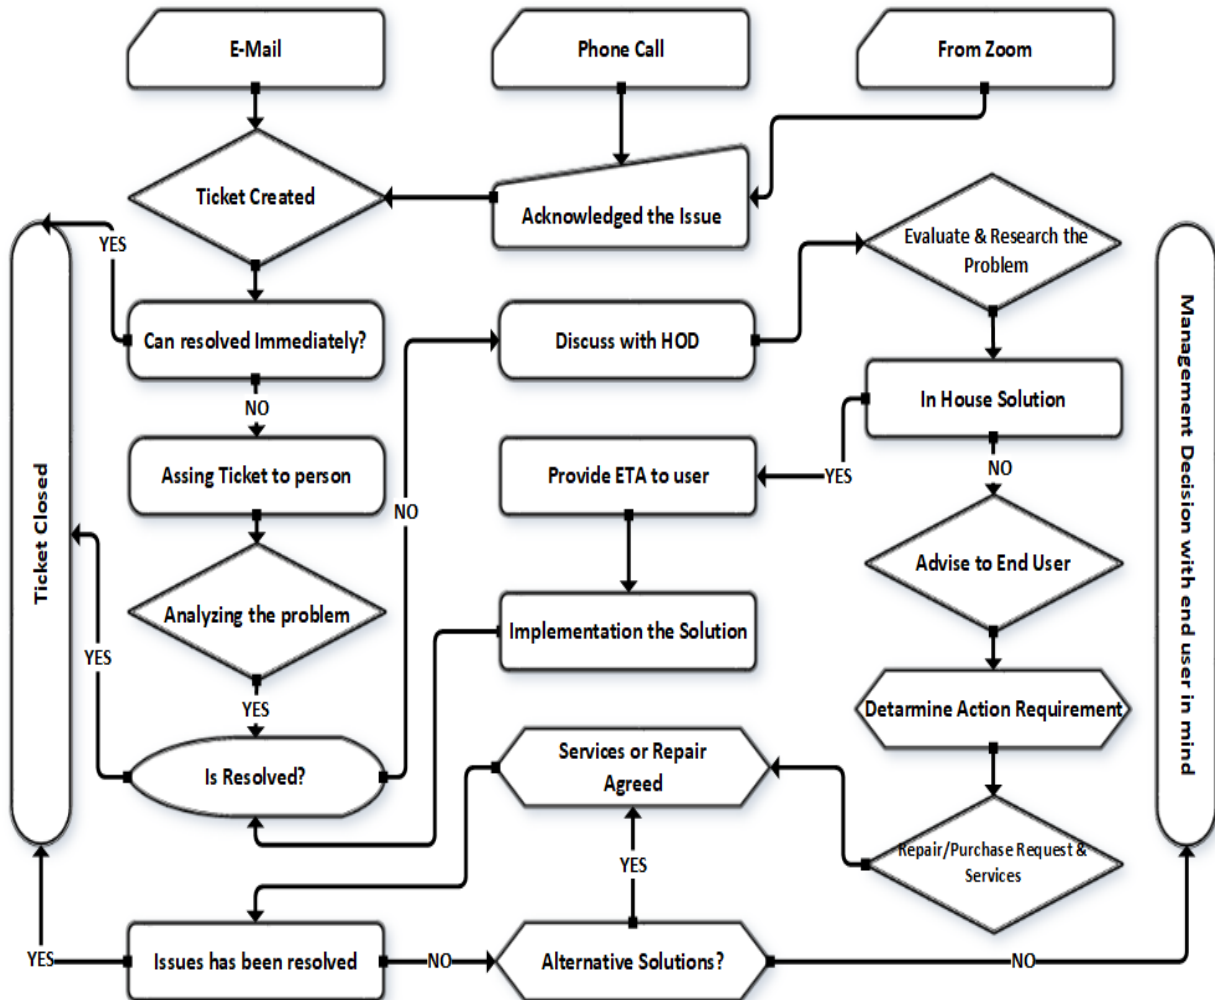 E-Mail
Phone Call
From Zoom
Ticket Created
Acknowledged the Issue
Evaluate & Research the
Problem
YES
Can resolved Immediately?
Discuss with HOD
In House Solution
NO
Assing Ticket to person
Provide ETA to user
YES
NO
NO
Advise to End User
Analyzing the problem
Implementation the Solution
YES
YES
Detarmine Action Requirement
Is Resolved?
Services or Repair
Agreed
Repair/Purchase Request &
Services
YES
Issues has been resolved
Alternative Solutions?
YES
NO
NO
Ticket Closed
Management Decision with end user in mind